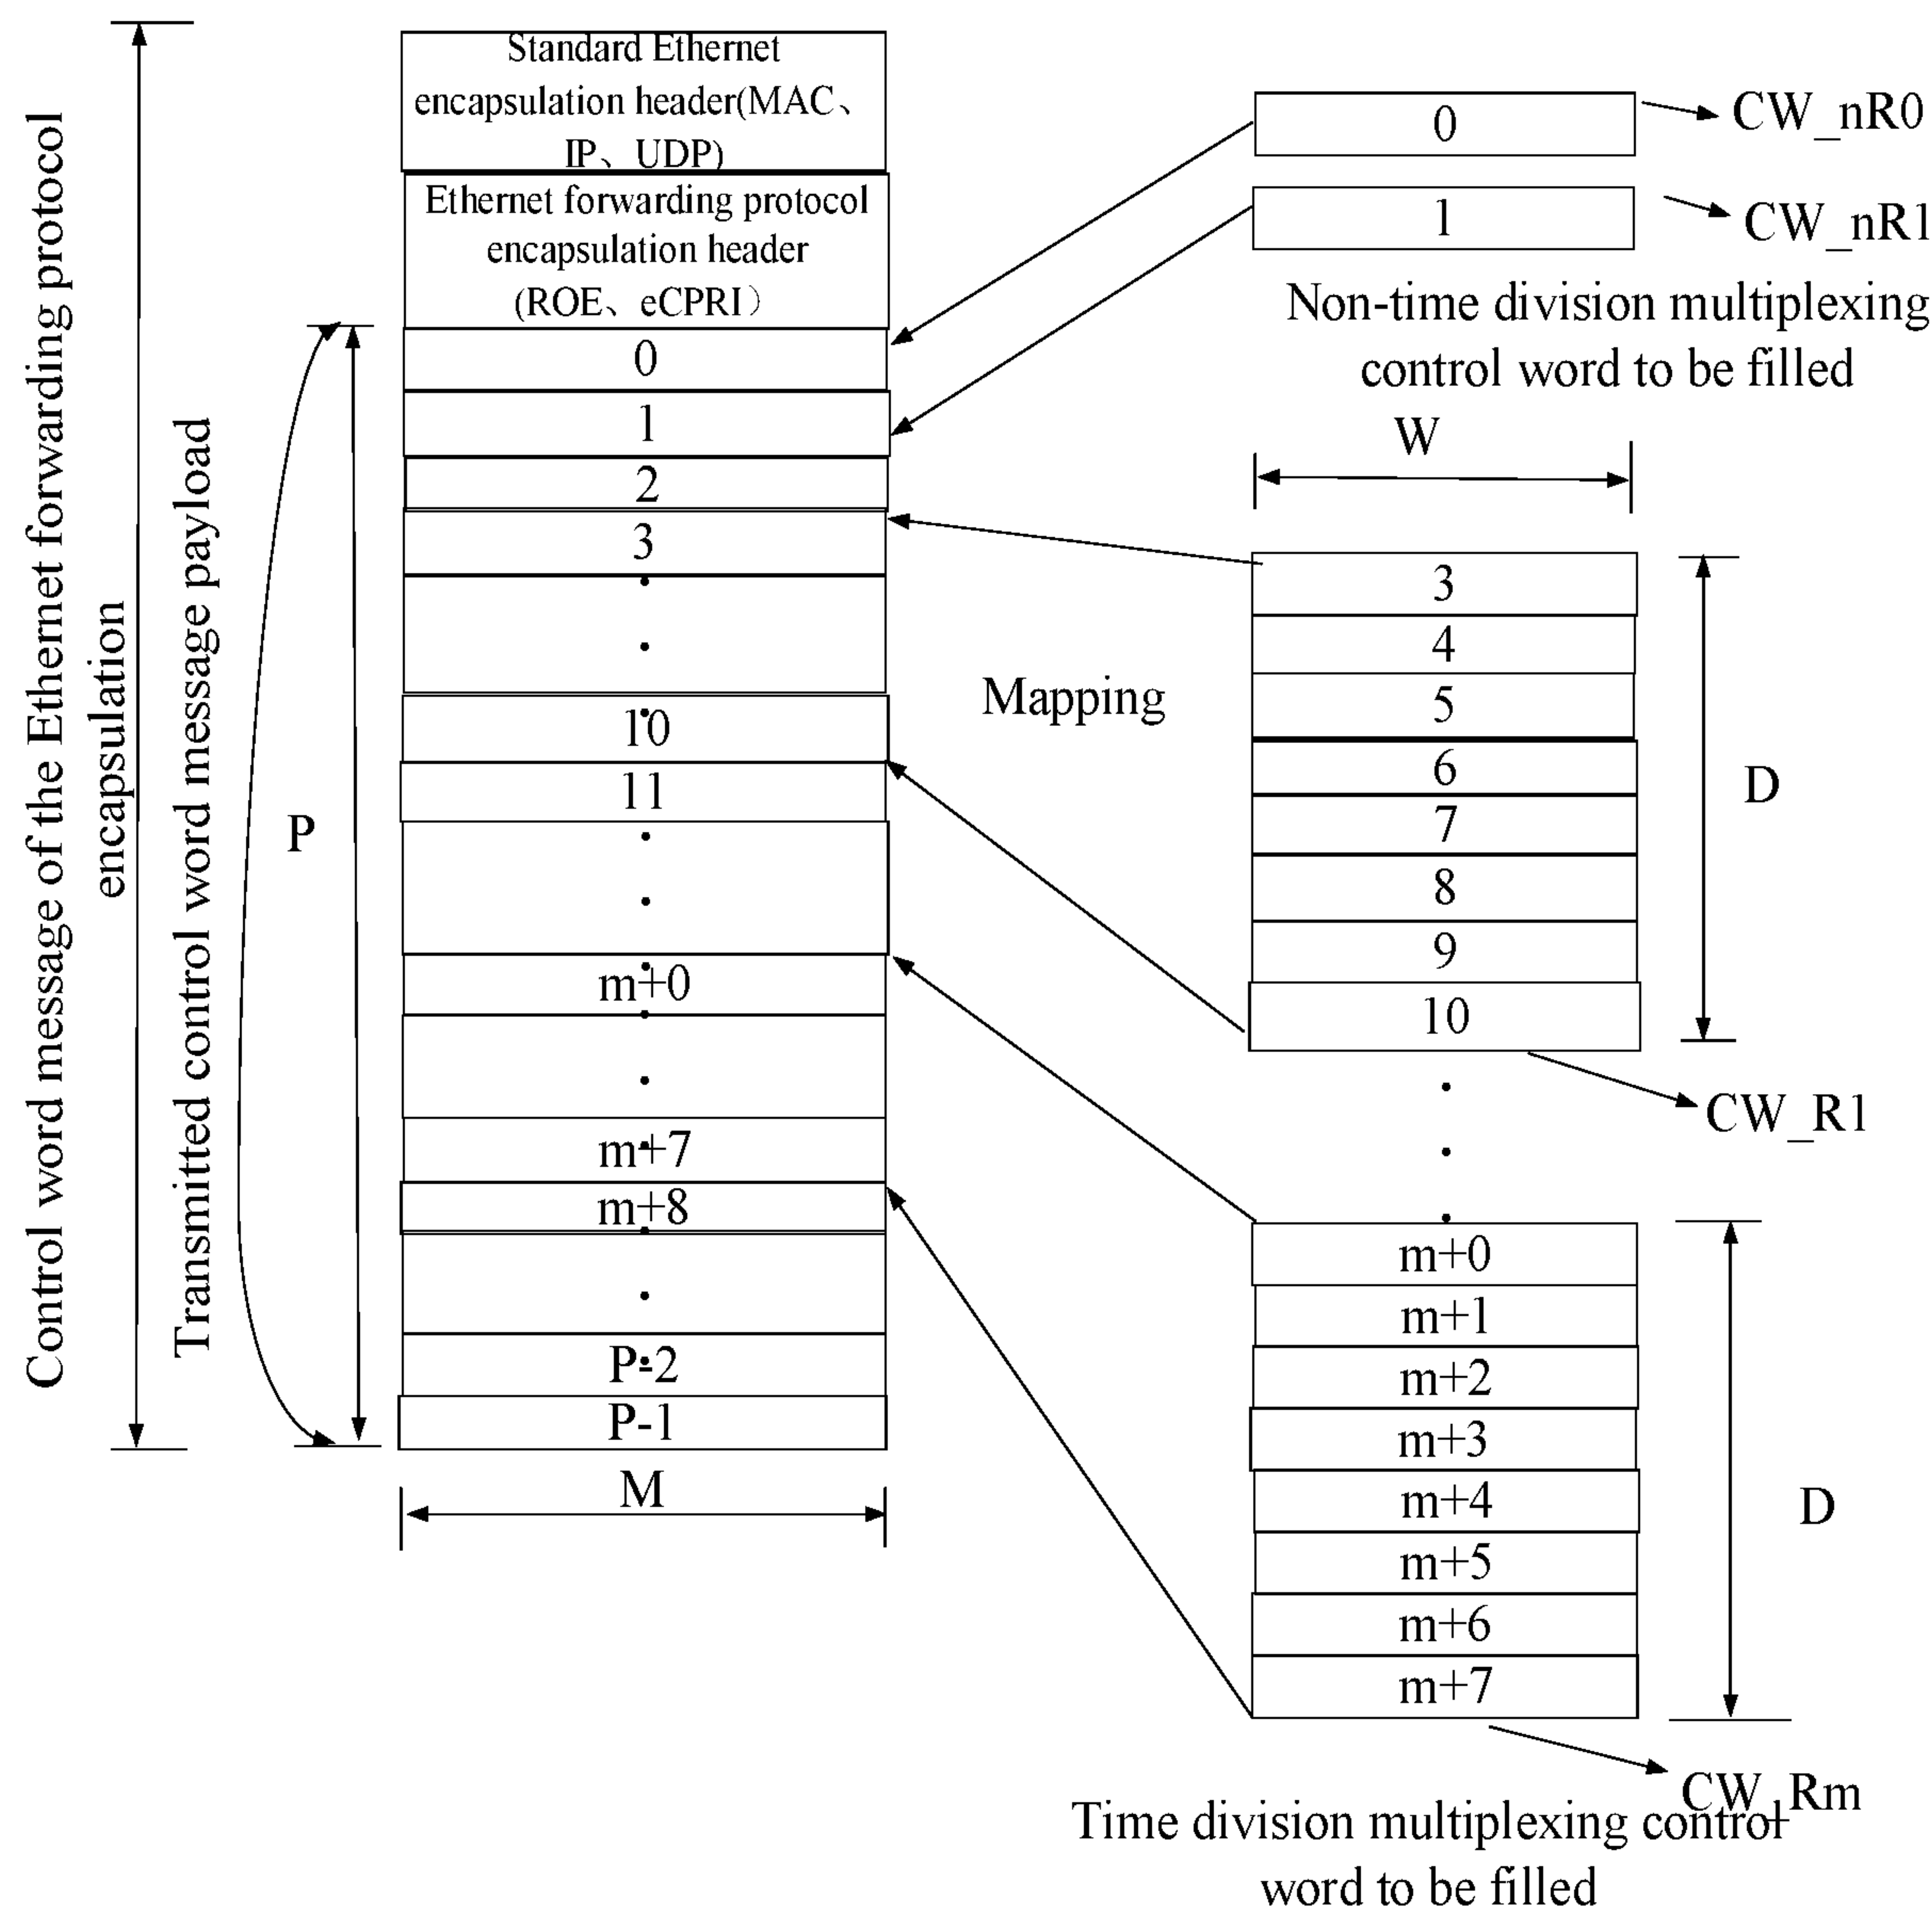 Control word message of the Ethernet forwarding protocol
encapsulation
Transmitted control word message payload
P
Standard Ethernet
encapsulation header(MAC、
IP、UDP)
Ethernet forwarding protocol
encapsulation header
(ROE、eCPRI）
0
1
2
3
10
11
m+0
m+7
m+8
P-2
P-1
M
Mapping
0
CW_nR0
1
CW_nR1
Non-time division multiplexing
control word to be filled
W
3
4
5
6
7
8
9
10
D
CW_R1
m+0
m+1
m+2
m+3
m+4
m+5
m+6
m+7
D
CW_Rm
Time division multiplexing control
word to be filled